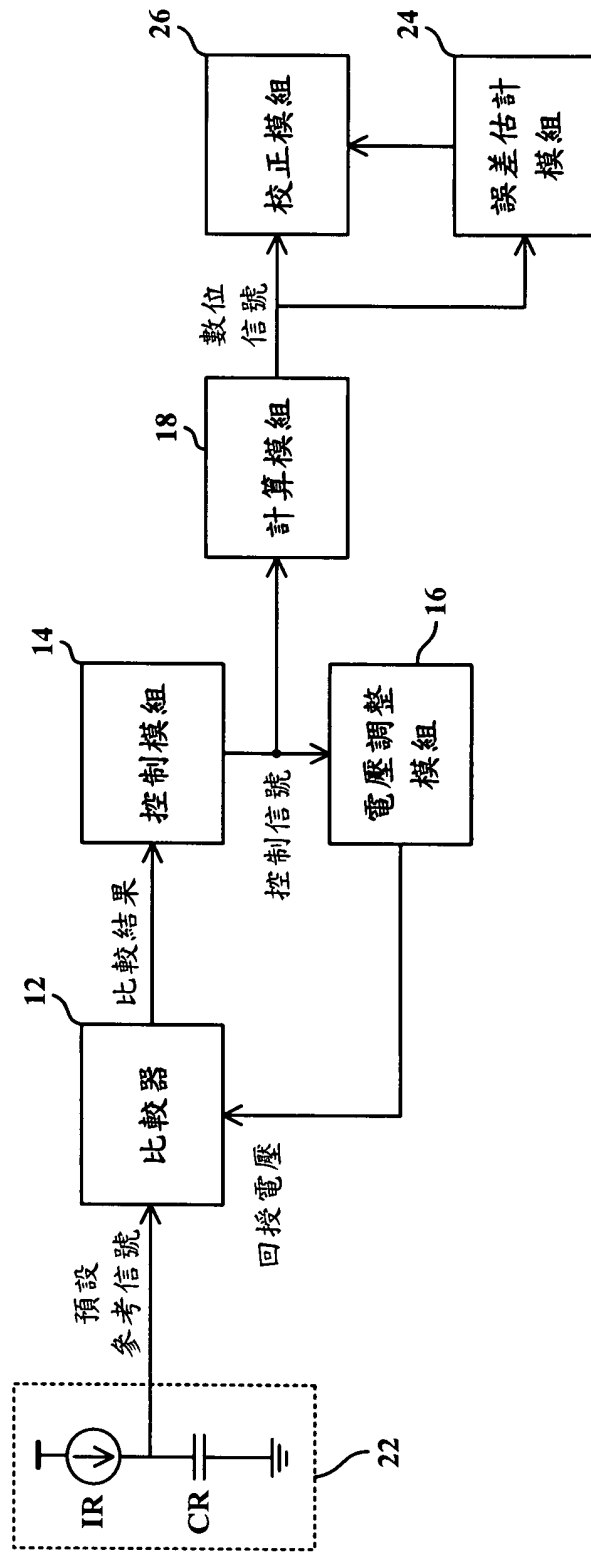 IR
CR
22
預設
參考信號
12
比較器
比較結果
回授電壓
14
控制模組
控制信號
16
電壓調整
模組
18
計算模組
數位
信號
26
校正模組
24
誤差估計
模組